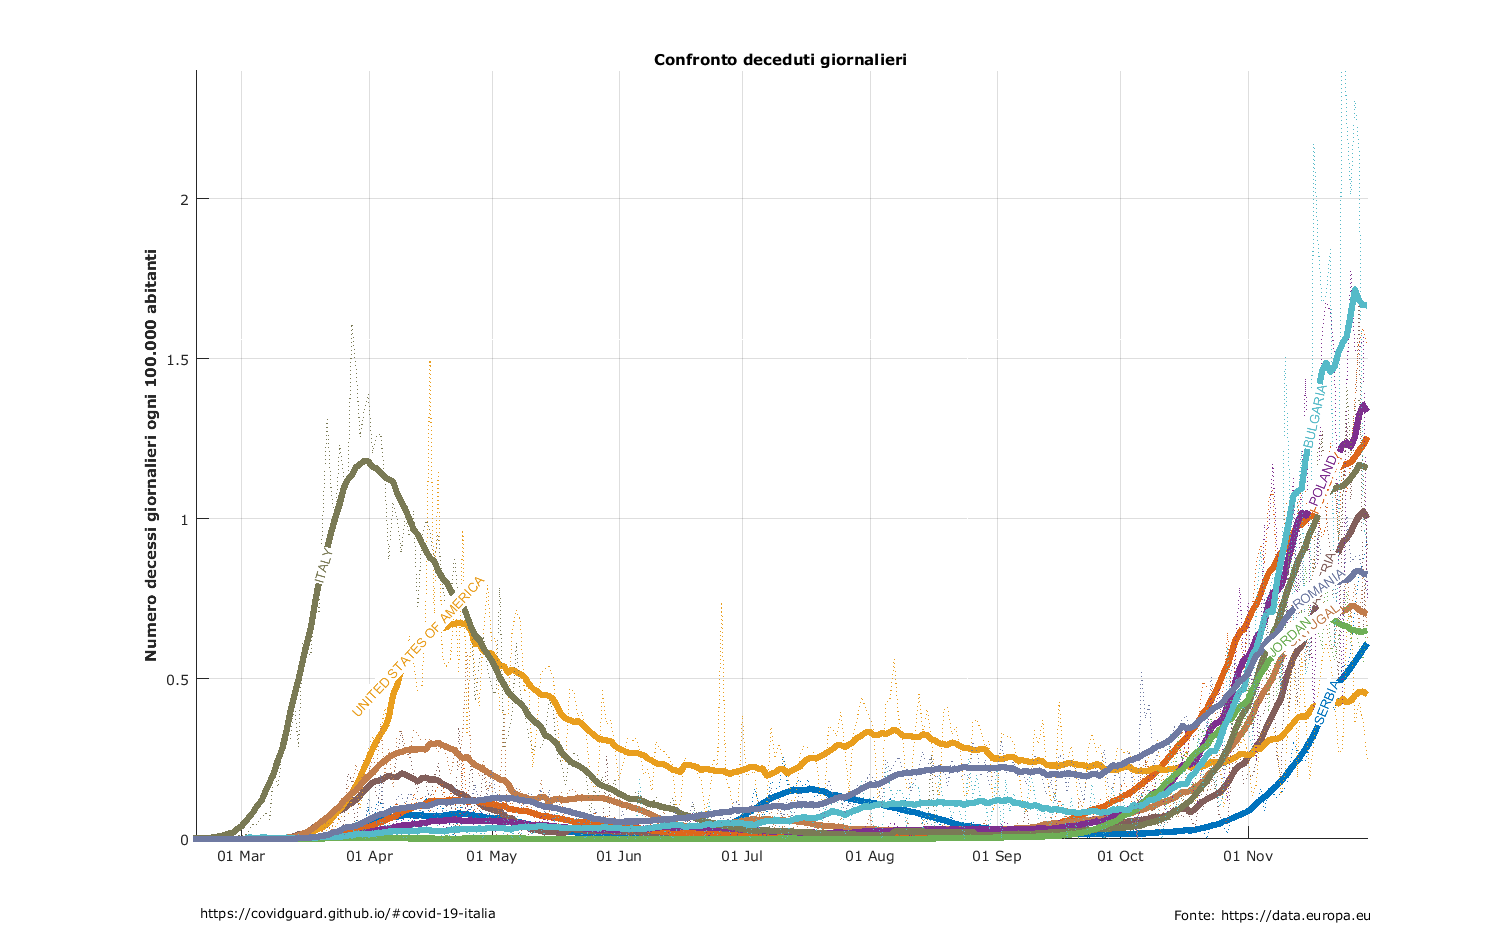 Confronto deceduti giornalieri
Numero decessi giornalieri ogni 100.000 abitanti
2
1.5
1
0.5
0
ITALY
UNITED STATES OF AMERICA
BULGARIA
POLAND
RIA
ROMANIA
UGAL
JORDAN
SERBIA
01 Mar
01 Apr
01 May
01 Jun
01 Jul
01 Aug
01 Sep
01 Oct
01 Nov
https://covidguard.github.io/#covid-19-italia
Fonte: https://data.europa.eu